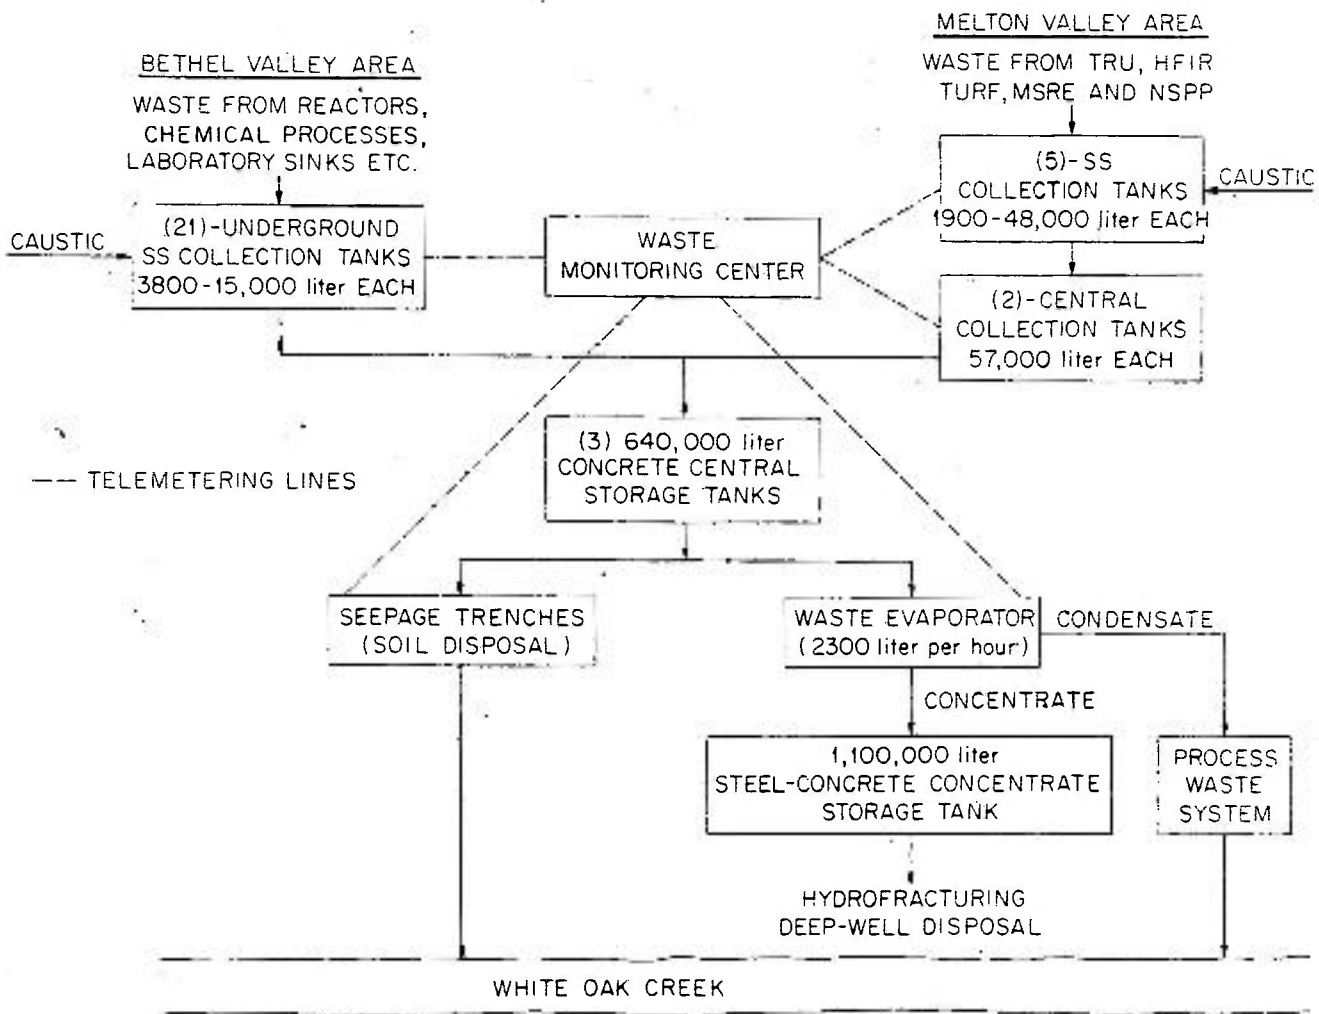 MELTON VALLEY AREA
WASTE FROM TRU, HFIR
TURF, MSRE AND NSPP
BETHEL VALLEY AREA
WASTE FROM REACTORS,
CHEMICAL PROCESSES,
LABORATORY SINKS ETC.
(5)-SS
COLLECTION TANKS
1900-48,000 liter EACH
CAUSTIC
CAUSTIC
(21)-UNDERGROUND
SS COLLECTION TANKS
3800-15,000 liter EACH
WASTE
MONITORING CENTER
(2)-CENTRAL
COLLECTION TANKS
57,000 liter EACH
(3) 640,000 liter
CONCRETE CENTRAL
STORAGE TANKS
--- TELEMETERING LINES
SEEPAGE TRENCHES
(SOIL DISPOSAL)
WASTE EVAPORATOR
(2300 liter per hour)
CONDENSATE
CONCENTRATE
1,100,000 liter
STEEL-CONCRETE CONCENTRATE
STORAGE TANK
PROCESS
WASTE
SYSTEM
HYDROFRACTURING
DEEP-WELL DISPOSAL
WHITE OAK CREEK